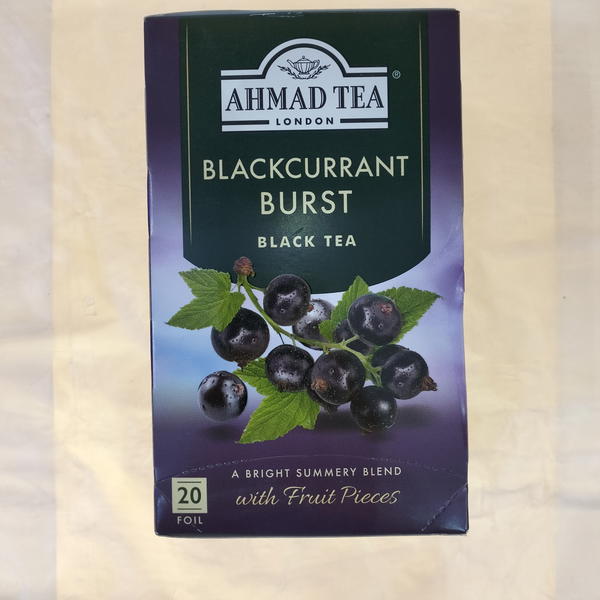 AHMAD TEA ®
LONDON
BLACKCURRANT
BURST
BLACK TEA
A BRIGHT SUMMERY BLEND
with Fruit Pieces
20
FOIL